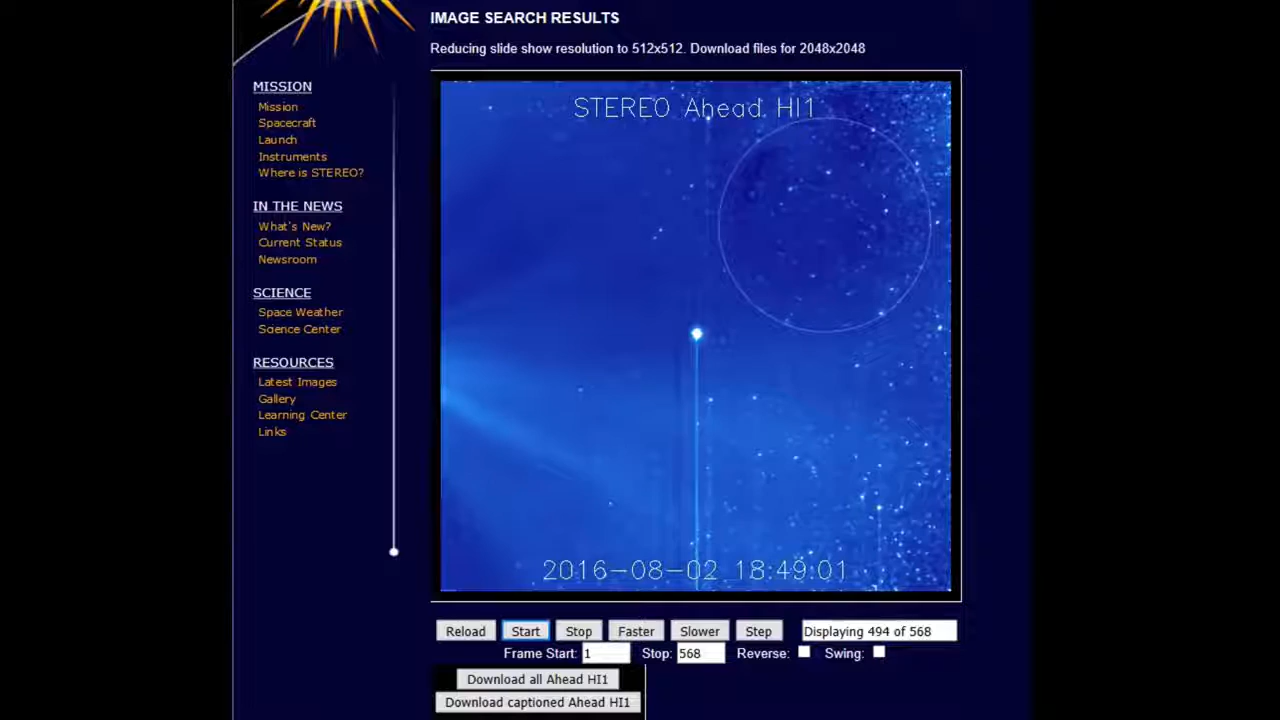 IMAGE SEARCH RESULTS
Reducing slide show resolution to 512x512. Download files for 2048x2048
MISSION
Mission
Spacecraft
Launch
Instruments
Where is STEREO?
IN THE NEWS
What's New?
Current Status
Newsroom
SCIENCE
Space Weather
Science Center
RESOURCES
Latest Images
Gallery
Learning Center
Links
STEREO Ahead HI1
2016-08-02 18:49:01
Reload Start Stop Faster Slower Step Displaying 494 of 568
Frame Start: 1 Stop: 568 Reverse: Swing:
Download all Ahead HI1
Download captioned Ahead HI1